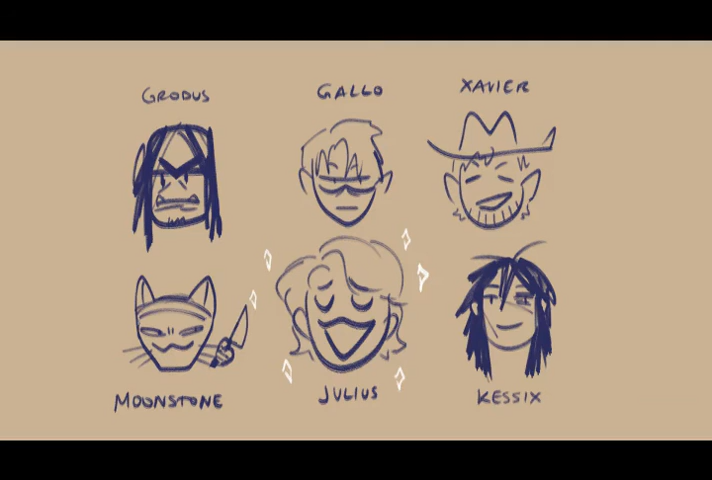 GRODUS
GALLO
XAVIER
MOONSTONE
JULIUS
KESSIX